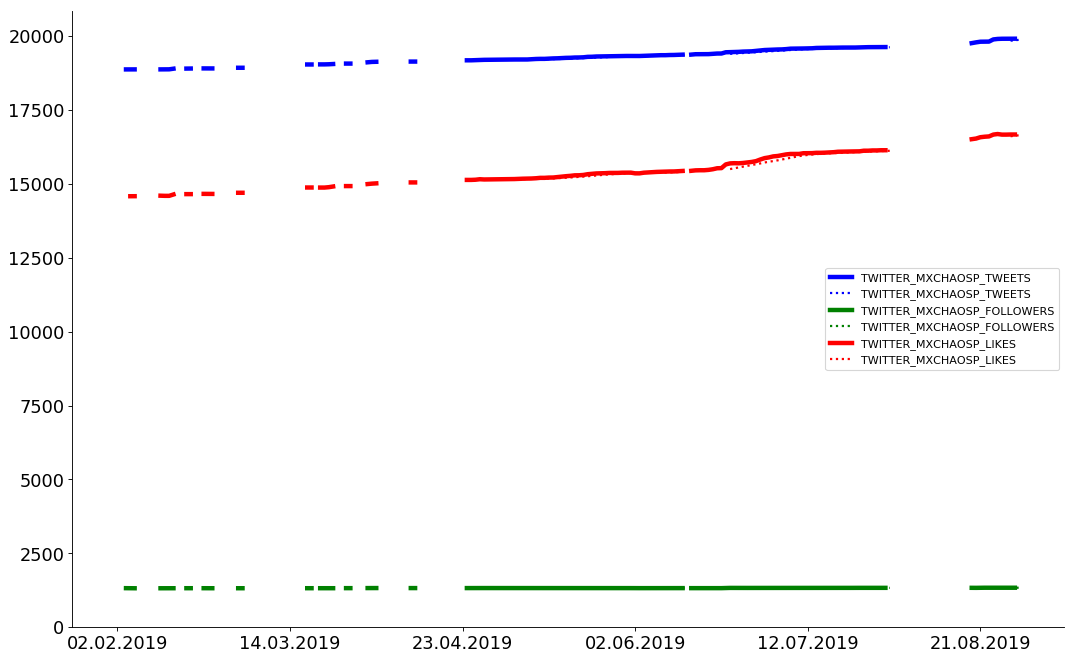 20000
17500
15000
12500
10000
7500
5000
2500
0
TWITTER_MXCHAOSP_TWEETS
TWITTER_MXCHAOSP_TWEETS
TWITTER_MXCHAOSP_FOLLOWERS
TWITTER_MXCHAOSP_FOLLOWERS
TWITTER_MXCHAOSP_LIKES
TWITTER_MXCHAOSP_LIKES
02.02.2019 14.03.2019 23.04.2019 02.06.2019 12.07.2019 21.08.2019